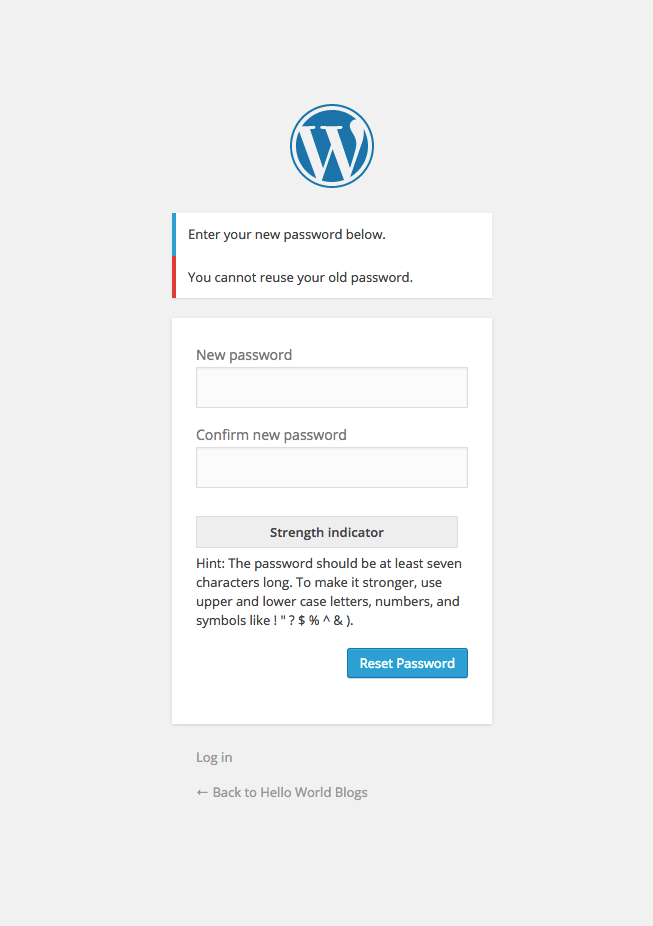 Enter your new password below.
You cannot reuse your old password.
New password
Confirm new password
Strength indicator
Hint: The password should be at least seven
characters long. To make it stronger, use
upper and lower case letters, numbers, and
symbols like ! " ? $ % ^ & ).
Reset Password
Log in
← Back to Hello World Blogs